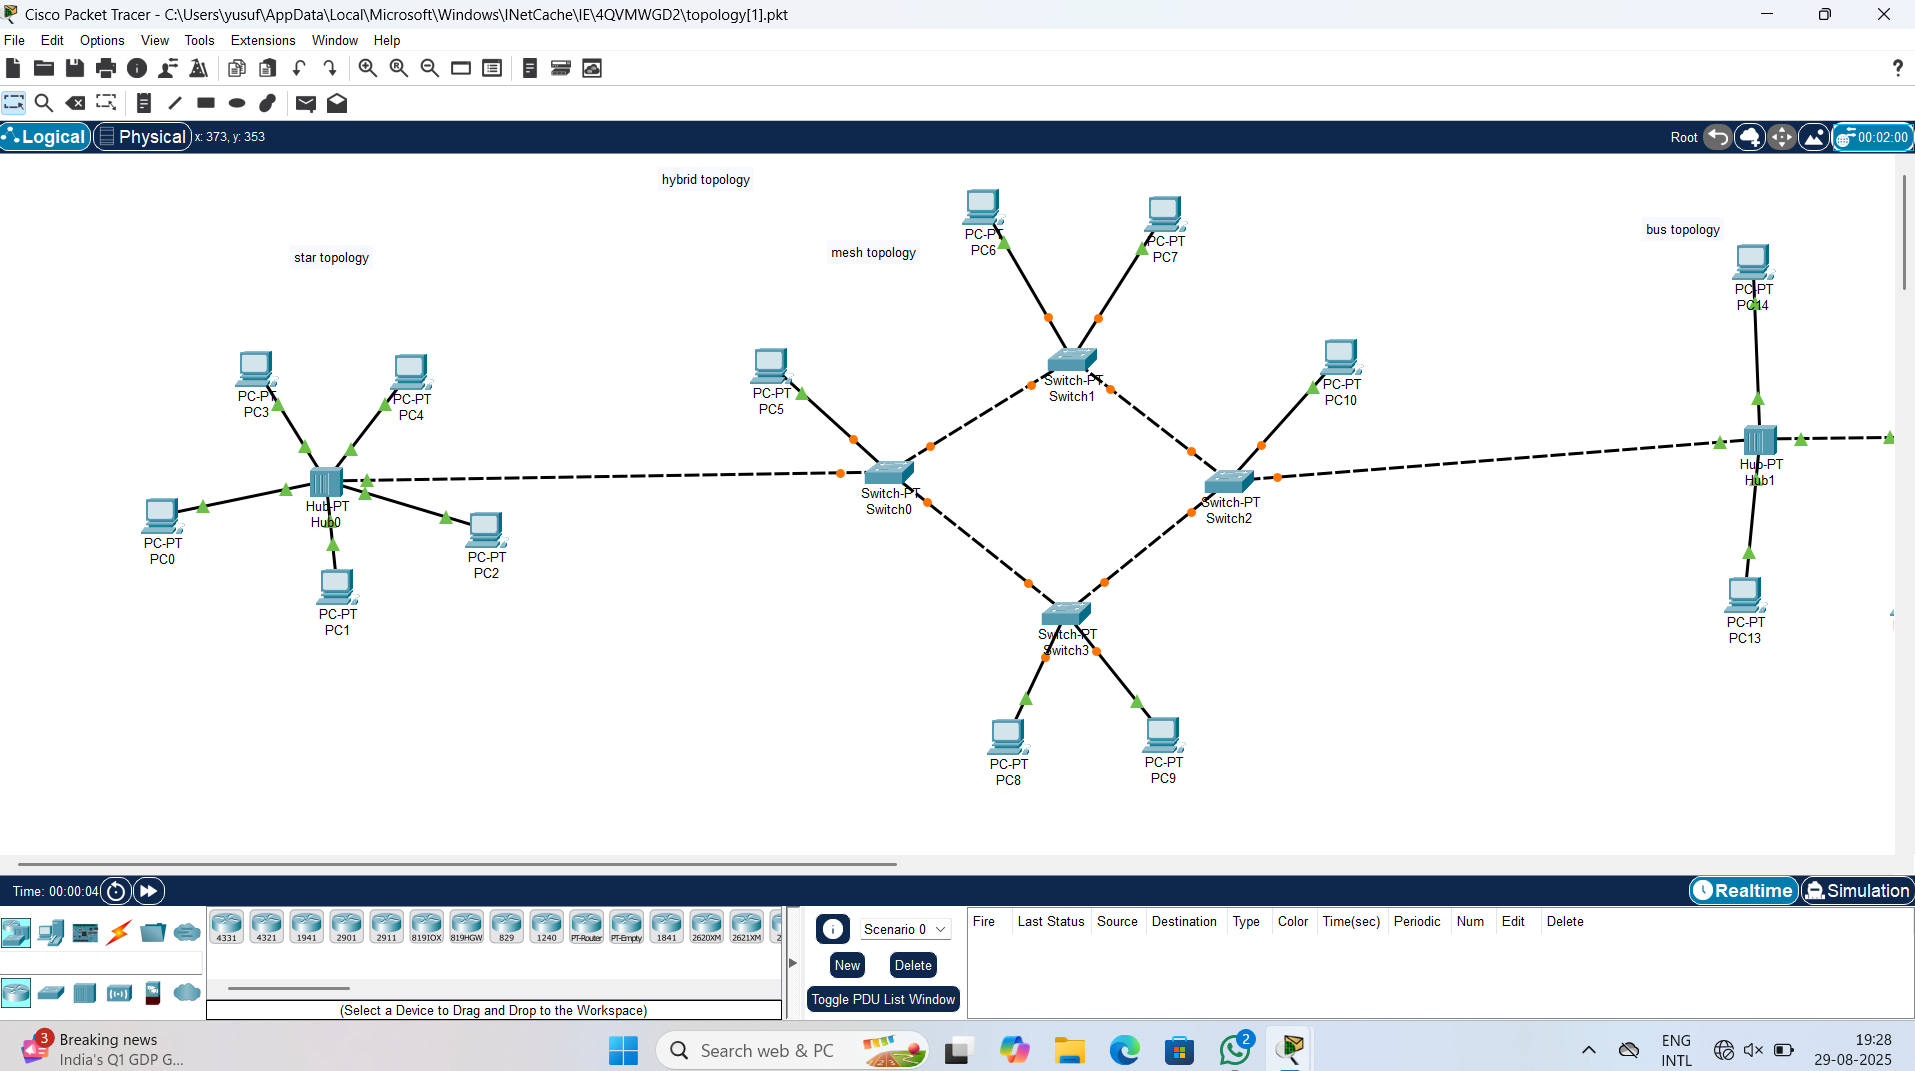 Cisco Packet Tracer - C:\Users\yusuf\AppData\Local\Microsoft\Windows\INetCache\IE\4QVMWGD2\topology[1].pkt
File Edit Options View Tools Extensions Window Help
?
Logical Physical x: 373, y: 353 Root 00:02:00
hybrid topology
star topology
mesh topology
bus topology
PC-PT
PC6
PC-PT
PC7
PC-PT
PC14
PC-PT
PC3
PC-PT
PC4
PC-PT
PC5
Switch-PT
Switch1
PC-PT
PC10
Hub-PT
Hub0
Switch-PT
Switch0
Switch-PT
Switch2
Hub-PT
Hub1
PC-PT
PC0
PC-PT
PC2
PC-PT
PC1
Switch-PT
Switch3
PC-PT
PC13
PC-PT
PC8
PC-PT
PC9
Time: 00:00:04 Realtime Simulation
4331 4321 1941 2901 2911 819IOX 819HGW 829 1240 PT-Router PT-Empty 1841 2620XM 2621XM 2
(Select a Device to Drag and Drop to the Workspace)
Scenario 0
New Delete
Toggle PDU List Window
Fire Last Status Source Destination Type Color Time(sec) Periodic Num Edit Delete
3
Breaking news
India's Q1 GDP G...
Search web & PC
2
ENG
INTL
19:28
29-08-2025